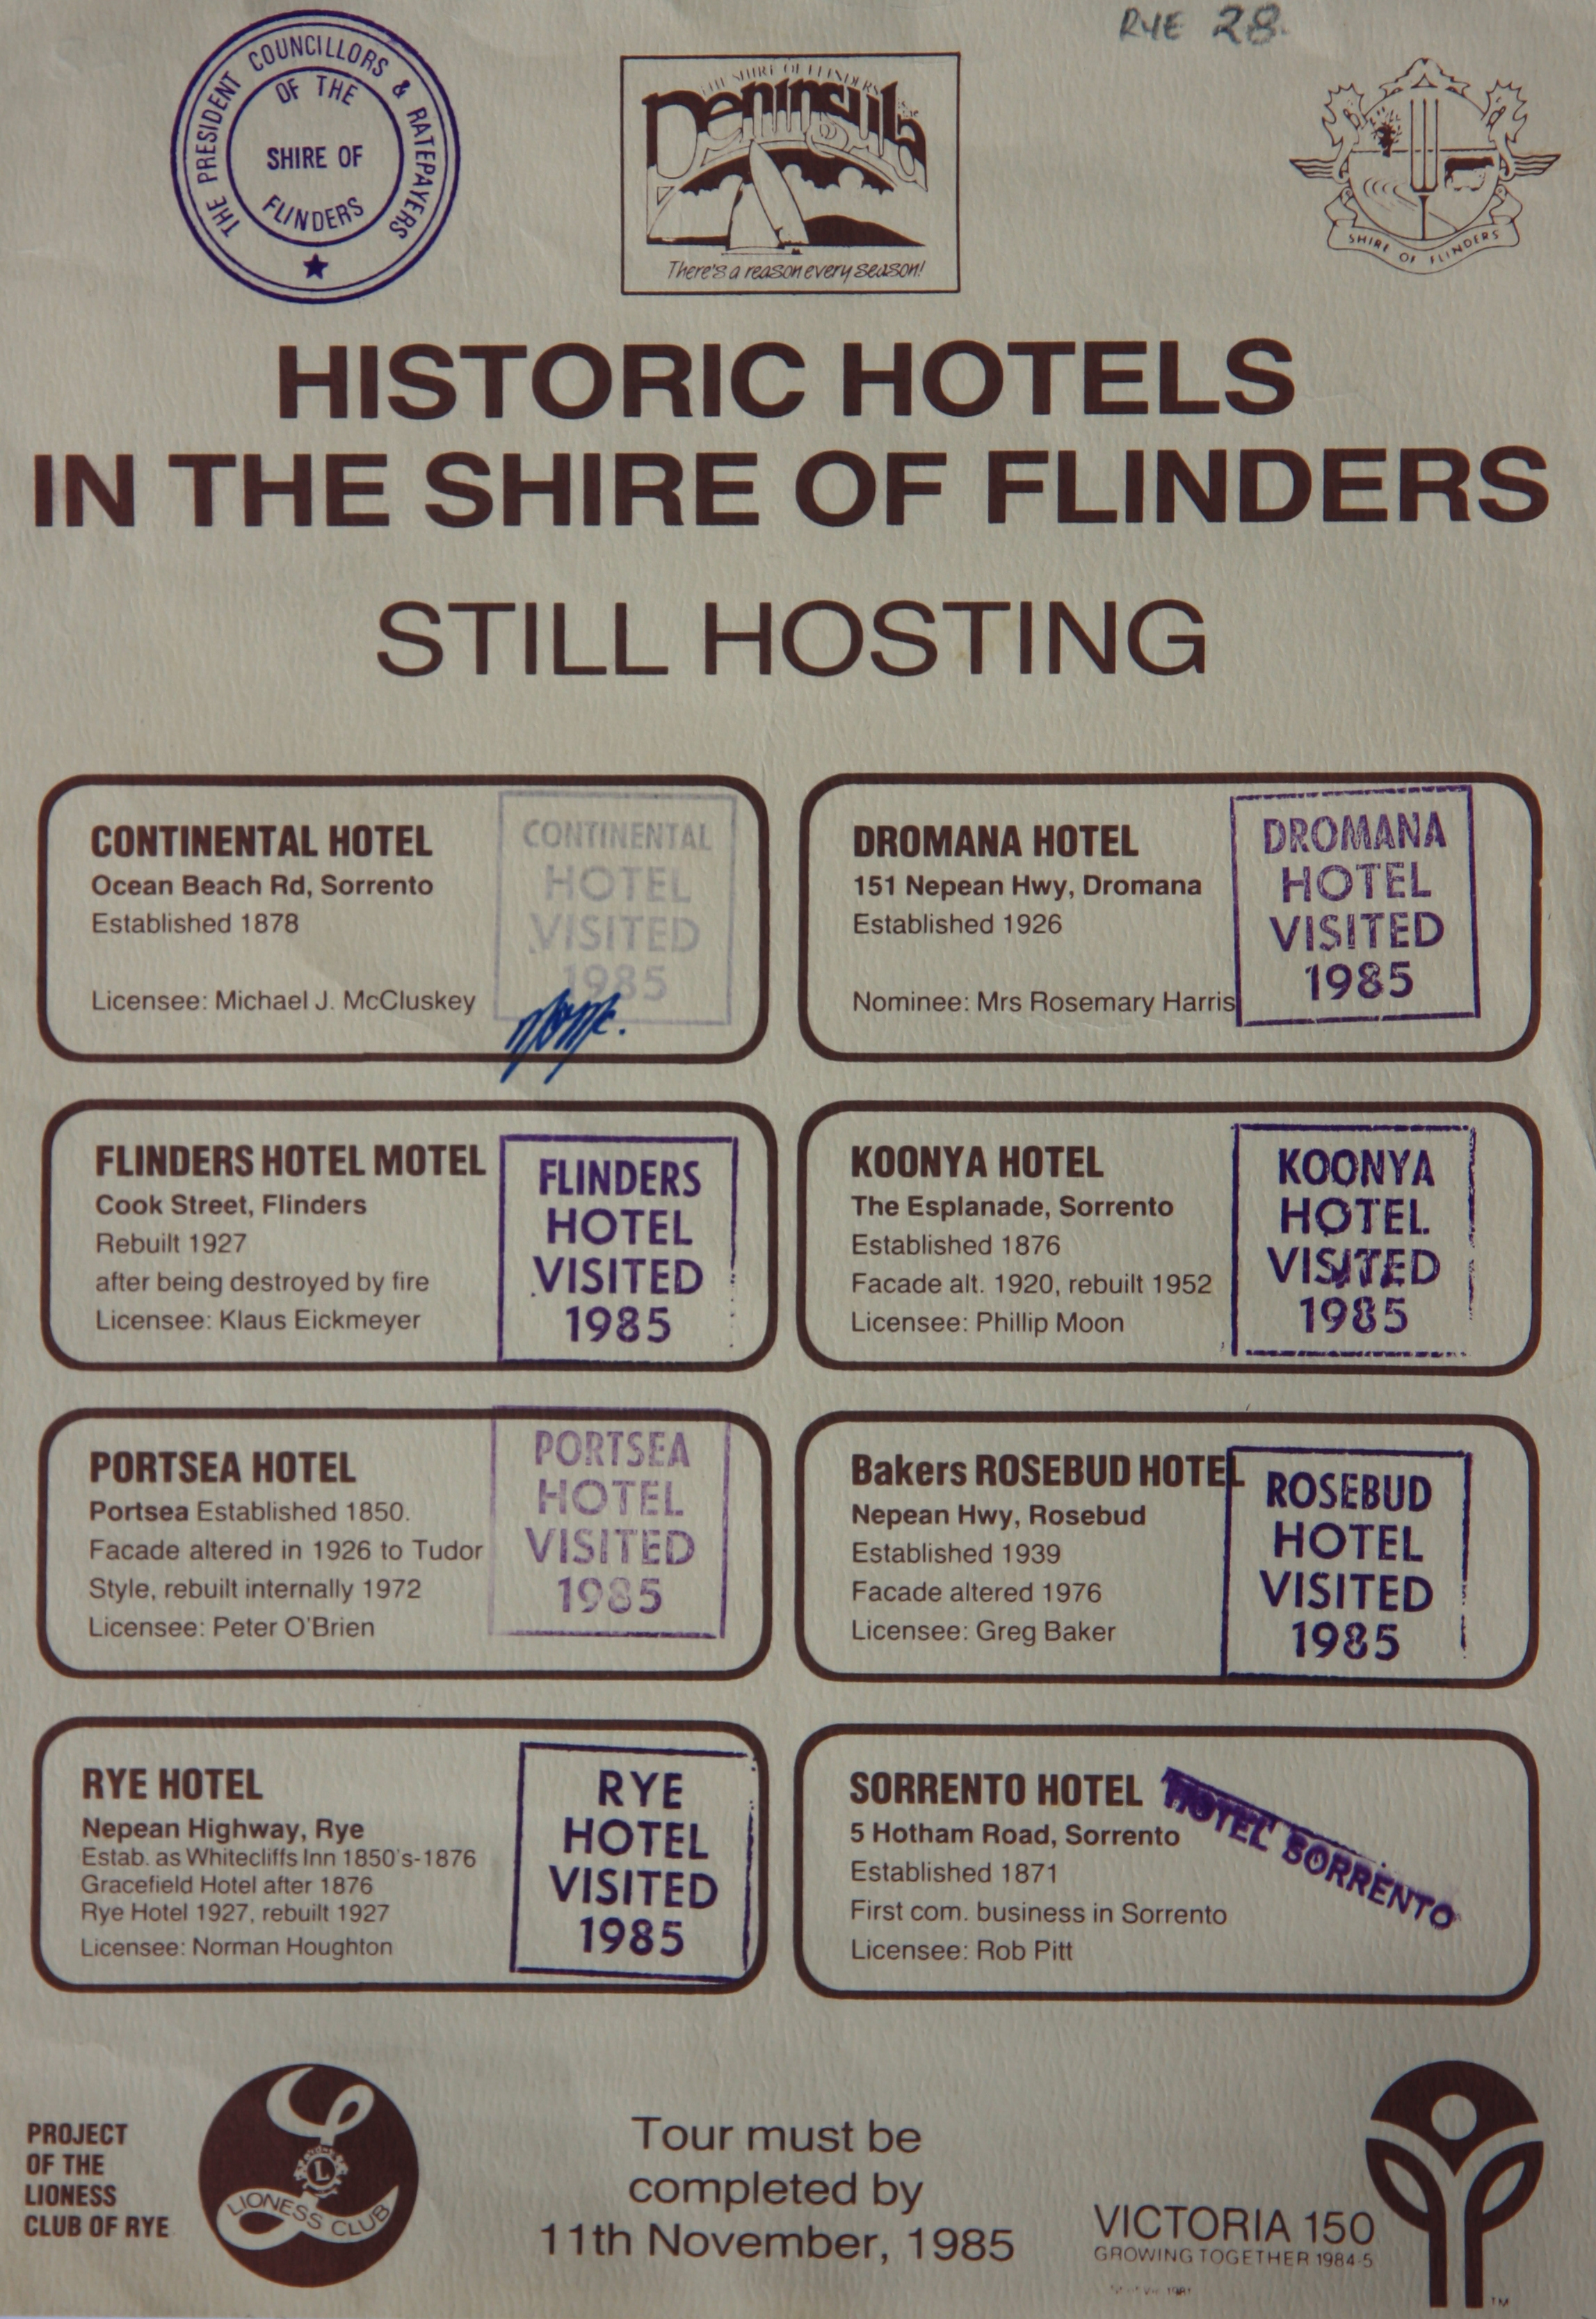 RYE 28.
THE PRESIDENT COUNCILLORS & RATEPAYERS
OF THE
SHIRE OF
FLINDERS
THE SHIRE OF FLINDERS
Peninsula
There's a reason every season!
SHIRE OF FLINDERS
HISTORIC HOTELS
IN THE SHIRE OF FLINDERS
STILL HOSTING
CONTINENTAL HOTEL
Ocean Beach Rd, Sorrento
Established 1878
Licensee: Michael J. McCluskey
CONTINENTAL
HOTEL
VISITED
1985
DROMANA HOTEL
151 Nepean Hwy, Dromana
Established 1926
Nominee: Mrs Rosemary Harris
DROMANA
HOTEL
VISITED
1985
FLINDERS HOTEL MOTEL
Cook Street, Flinders
Rebuilt 1927
after being destroyed by fire
Licensee: Klaus Eickmeyer
FLINDERS
HOTEL
VISITED
1985
KOONYA HOTEL
The Esplanade, Sorrento
Established 1876
Facade alt. 1920, rebuilt 1952
Licensee: Phillip Moon
KOONYA
HOTEL
VISITED
1985
PORTSEA HOTEL
Portsea Established 1850.
Facade altered in 1926 to Tudor
Style, rebuilt internally 1972
Licensee: Peter O'Brien
PORTSEA
HOTEL
VISITED
1985
Bakers ROSEBUD HOTEL
Nepean Hwy, Rosebud
Established 1939
Facade altered 1976
Licensee: Greg Baker
ROSEBUD
HOTEL
VISITED
1985
RYE HOTEL
Nepean Highway, Rye
Estab. as Whitecliffs Inn 1850's-1876
Gracefield Hotel after 1876
Rye Hotel 1927, rebuilt 1927
Licensee: Norman Houghton
RYE
HOTEL
VISITED
1985
SORRENTO HOTEL
5 Hotham Road, Sorrento
Established 1871
First com. business in Sorrento
Licensee: Rob Pitt
HOTEL SORRENTO
PROJECT
OF THE
LIONESS
CLUB OF RYE
L
LIONESS CLUB
Tour must be
completed by
11th November, 1985
VICTORIA 150
GROWING TOGETHER 1984-5
TM